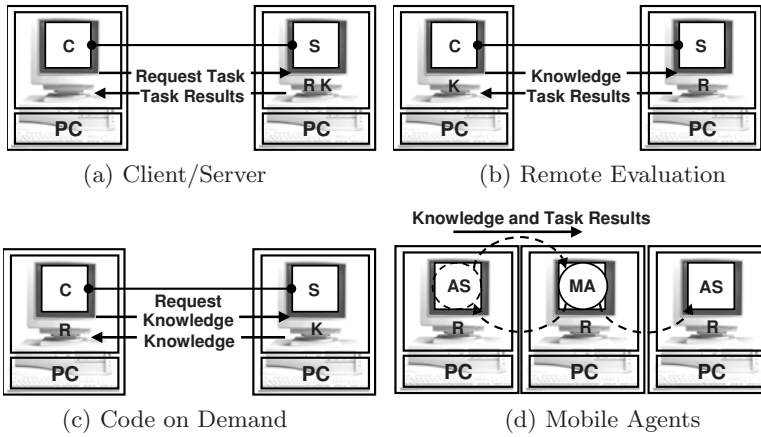 C
S
Request Task
Task Results
R K
PC
PC
(a) Client/Server
C
S
Knowledge
K
Task Results
R
PC
PC
(b) Remote Evaluation
C
S
Request
Knowledge
R
Knowledge
K
PC
PC
(c) Code on Demand
Knowledge and Task Results
AS
MA
AS
R
R
R
PC
PC
PC
(d) Mobile Agents